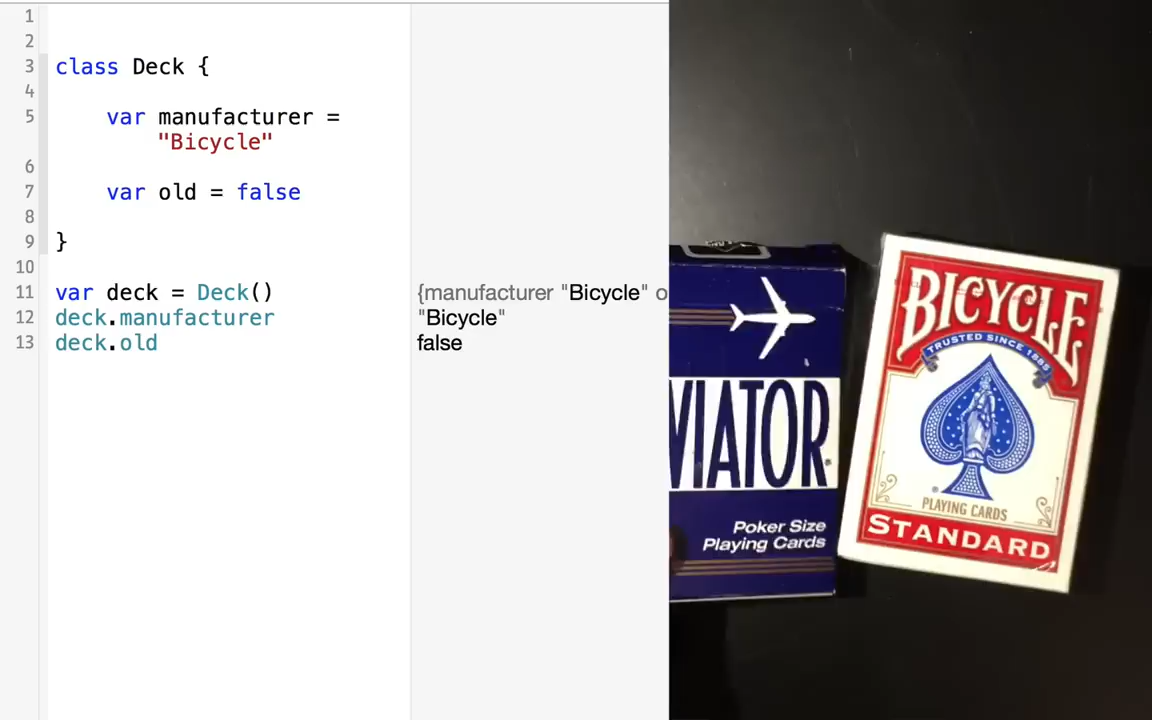 1
2
3 class Deck {
4
5 var manufacturer =
"Bicycle"
6
7 var old = false
8
9 }
10
11 var deck = Deck() {manufacturer "Bicycle" o
12 deck.manufacturer "Bicycle"
13 deck.old false
VIATOR
Poker Size
Playing Cards
BICYCLE
TRUSTED SINCE 1885
PLAYING CARDS
STANDARD